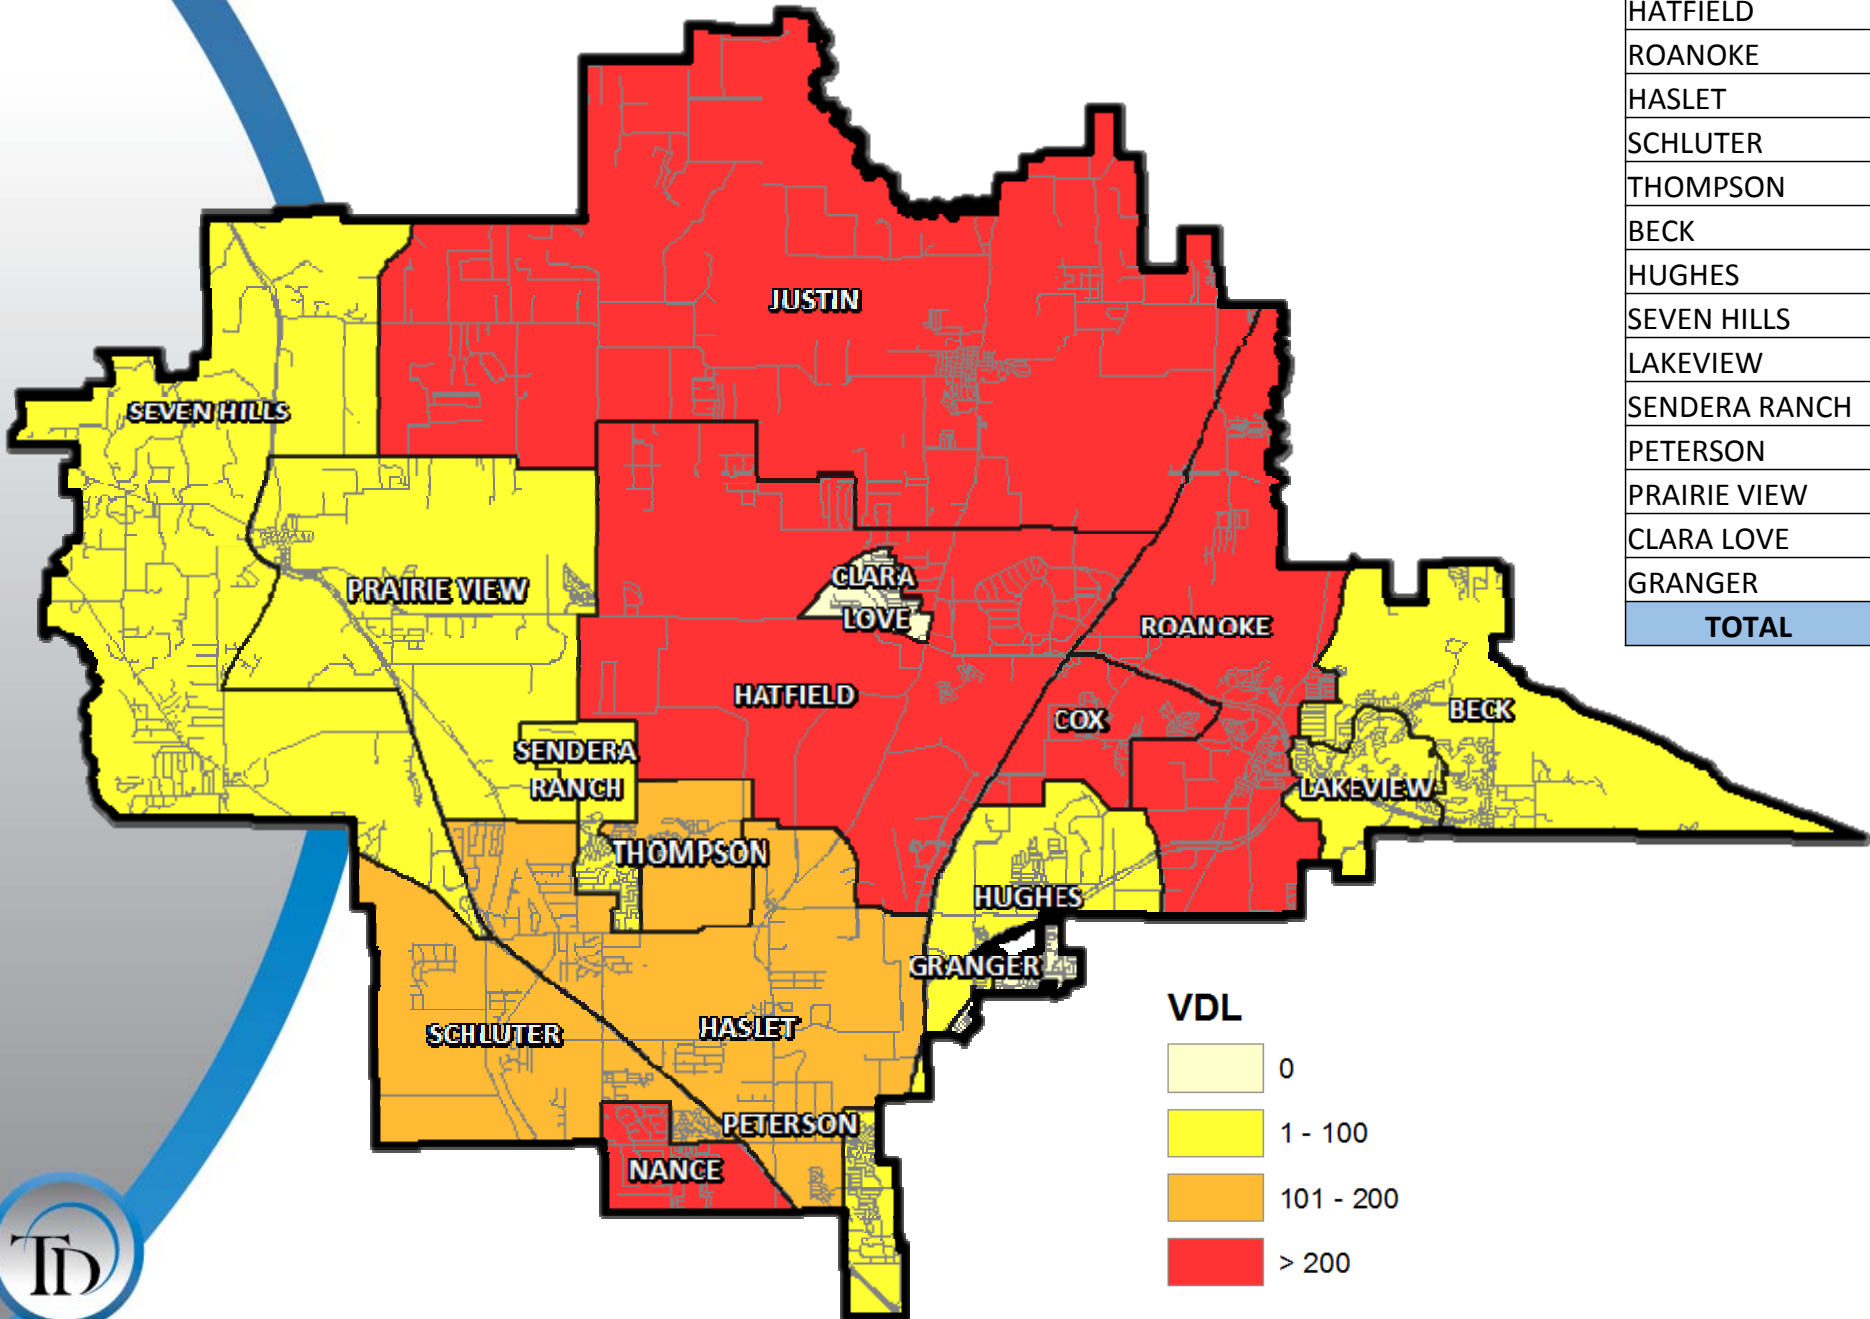 HATFIELD
ROANOKE
HASLET
SCHLUTER
THOMPSON
BECK
HUGHES
SEVEN HILLS
LAKEVIEW
SENDERA RANCH
PETERSON
PRAIRIE VIEW
CLARA LOVE
GRANGER
TOTAL
JUSTIN
SEVEN HILLS
PRAIRIE VIEW
CLARA
LOVE
ROANOKE
HATFIELD
COX
BECK
SENDERA
RANCH
LAKEVIEW
THOMPSON
HUGHES
GRANGER
SCHLUTER
HASLET
PETERSON
NANCE
VDL
0
1 - 100
101 - 200
> 200
TD